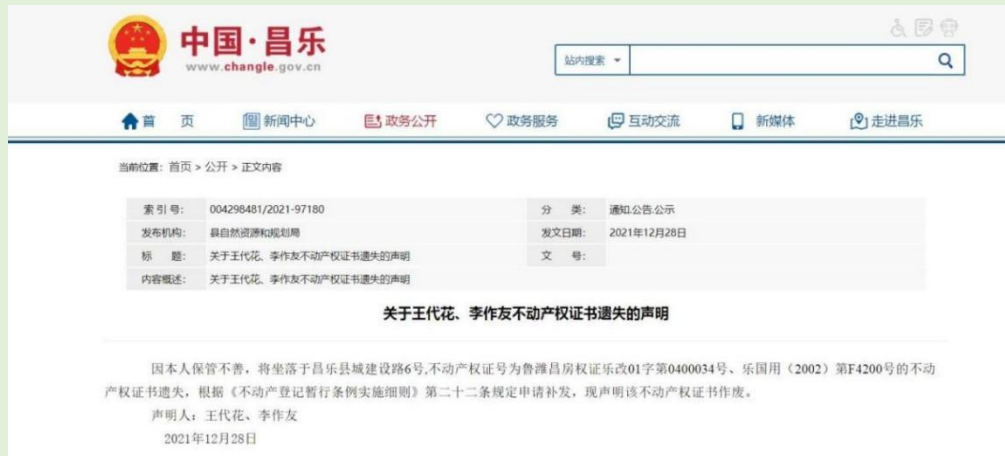 中国·昌乐
www.changle.gov.cn
站内搜索
首 页 新闻中心 政务公开 政务服务 互动交流 新媒体 走进昌乐
当前位置：首页 > 公开 > 正文内容
索引号： 004298481/2021-97180 分 类： 通知.公告.公示
发布机构： 县自然资源和规划局 发文日期： 2021年12月28日
标 题： 关于王代花、李作友不动产权证书遗失的声明 文 号：
内容概述： 关于王代花、李作友不动产权证书遗失的声明
关于王代花、李作友不动产权证书遗失的声明
因本人保管不善，将坐落于昌乐县城建设路6号,不动产权证号为鲁潍昌房权证乐改01字第0400034号、乐国用（2002）第F4200号的不动
产权证书遗失，根据《不动产登记暂行条例实施细则》第二十二条规定申请补发，现声明该不动产权证书作废。
声明人：王代花、李作友
2021年12月28日